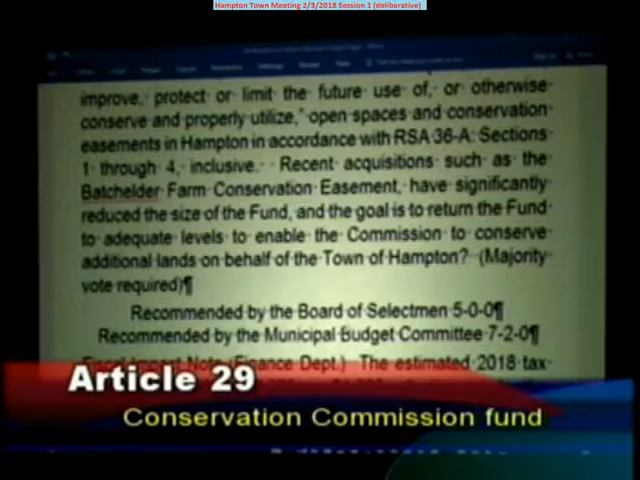 Hampton Town Meeting 2/3/2018 Session 1 (deliberative)
improve, protect or limit the future use of, or otherwise
conserve and properly utilize," open spaces and conservation
easements in Hampton in accordance with RSA 36-A: Sections
1 through 4, inclusive. Recent acquisitions such as the
Batchelder Farm Conservation Easement, have significantly
reduced the size of the Fund, and the goal is to return the Fund
to adequate levels to enable the Commission to conserve
additional lands on behalf of the Town of Hampton? (Majority
vote required)¶
Recommended by the Board of Selectmen 5-0-0¶
Recommended by the Municipal Budget Committee 7-2-0¶
Fiscal Impact Note (Finance Dept.) The estimated 2018 tax
Article 29
Conservation Commission fund